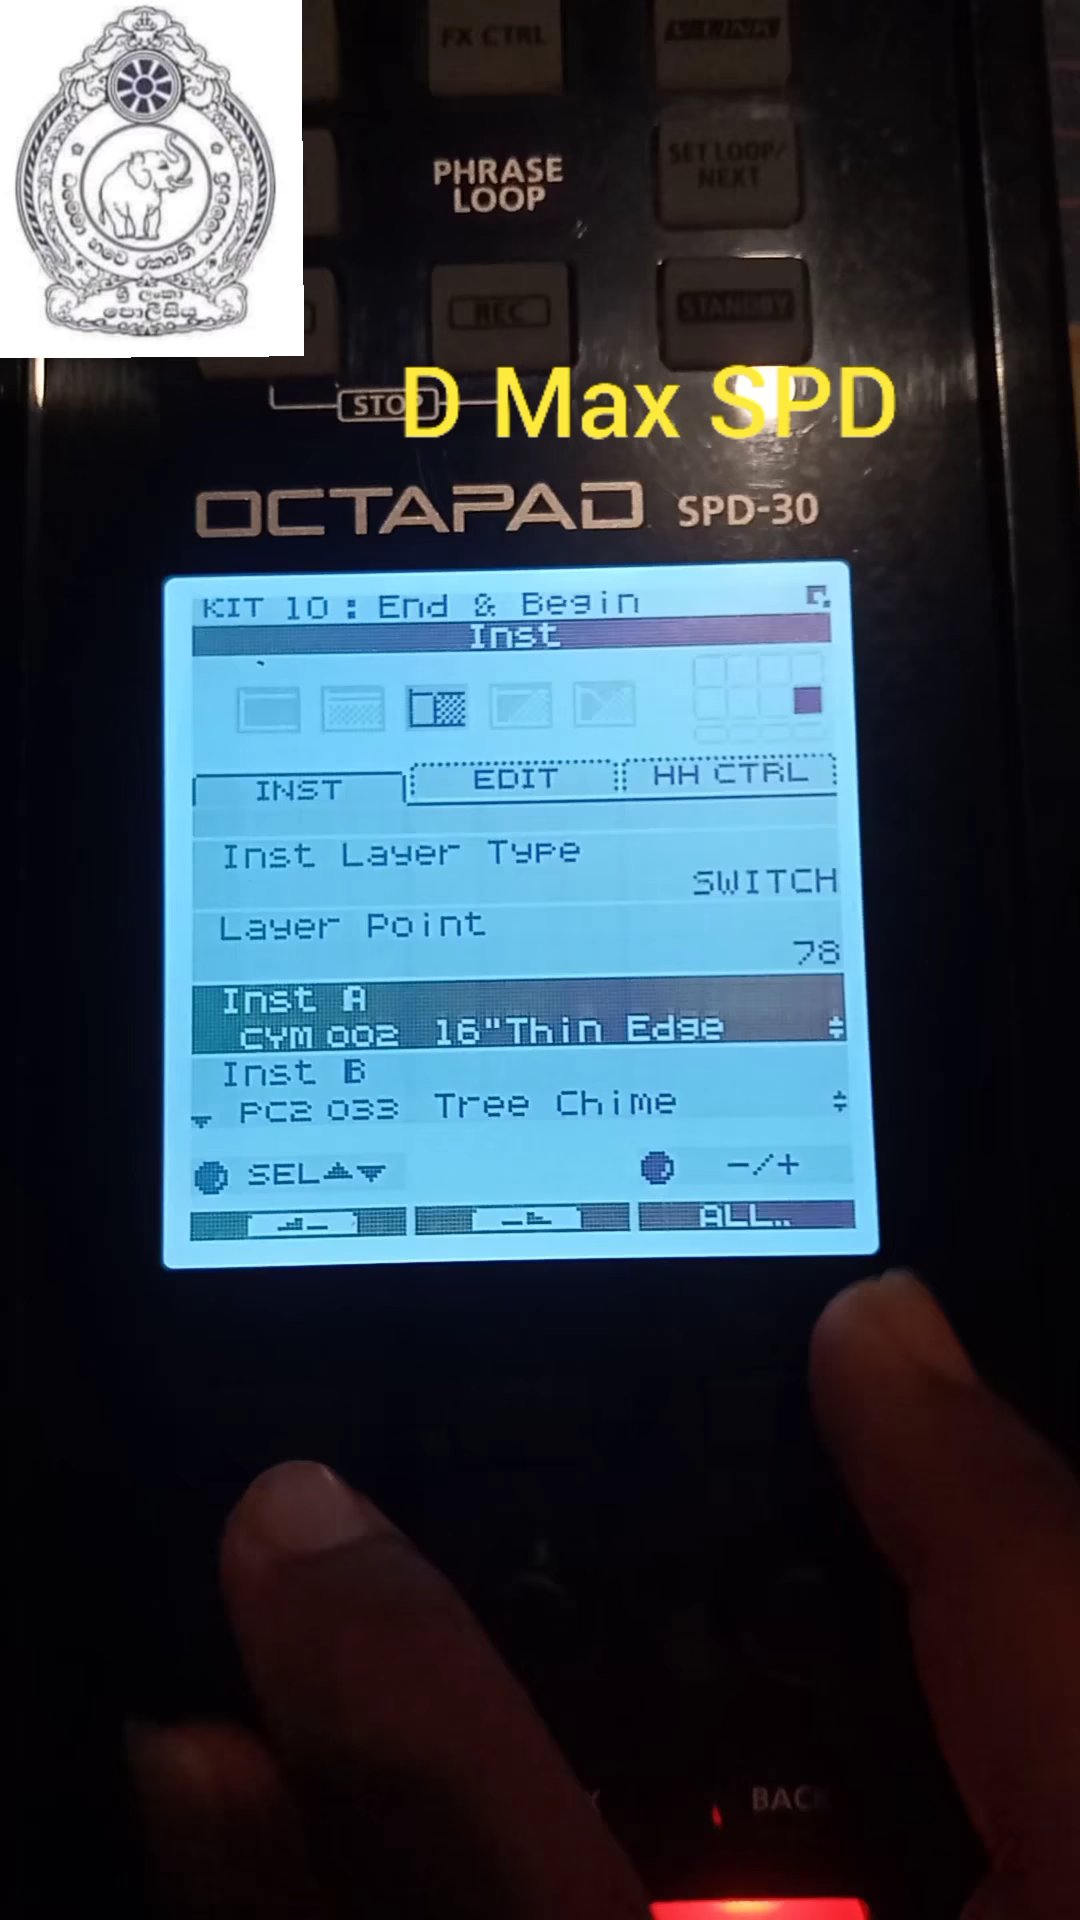 FX CTRL
PHRASE
LOOP
SET LOOP/
NEXT
REC
STANDBY
STOP
D Max SPD
ශ්‍රී ලංකා
පොලීසිය
OCTAPAD SPD-30
KIT 10 : End & Begin
Inst
INST EDIT HH CTRL
Inst Layer Type
SWITCH
Layer Point
78
Inst A
CYM 002 16"Thin Edge
Inst B
PC2 033 Tree Chime
SEL -/+
ALL..
BACK